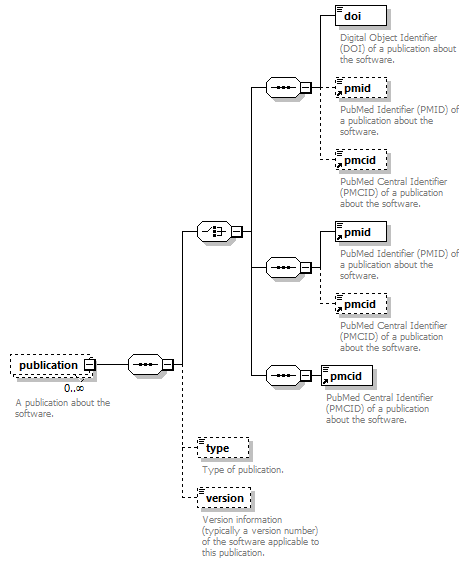 doi
Digital Object Identifier
(DOI) of a publication about
the software.
pmid
PubMed Identifier (PMID) of
a publication about the
software.
pmcid
PubMed Central Identifier
(PMCID) of a publication
about the software.
pmid
PubMed Identifier (PMID) of
a publication about the
software.
pmcid
PubMed Central Identifier
(PMCID) of a publication
about the software.
publication
0..∞
A publication about the
software.
pmcid
PubMed Central Identifier
(PMCID) of a publication
about the software.
type
Type of publication.
version
Version information
(typically a version number)
of the software applicable to
this publication.